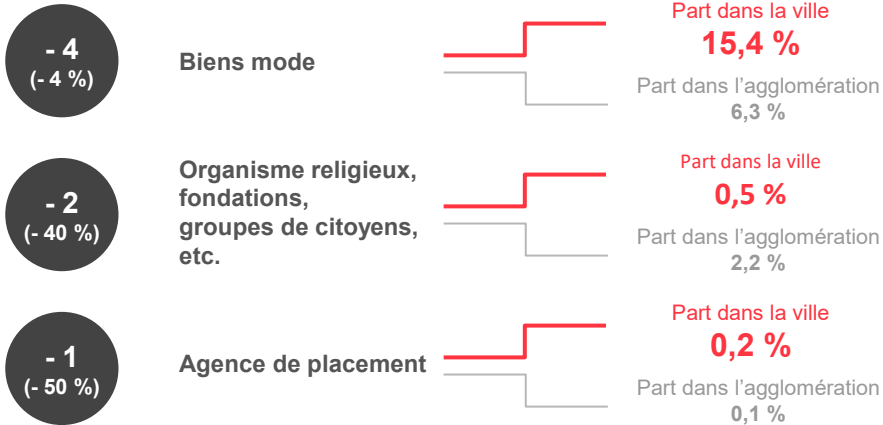 - 4
(- 4 %)
Biens mode
Part dans la ville
15,4 %
Part dans l'agglomération
6,3 %
- 2
(- 40 %)
Organisme religieux,
fondations,
groupes de citoyens,
etc.
Part dans la ville
0,5 %
Part dans l'agglomération
2,2 %
- 1
(- 50 %)
Agence de placement
Part dans la ville
0,2 %
Part dans l'agglomération
0,1 %